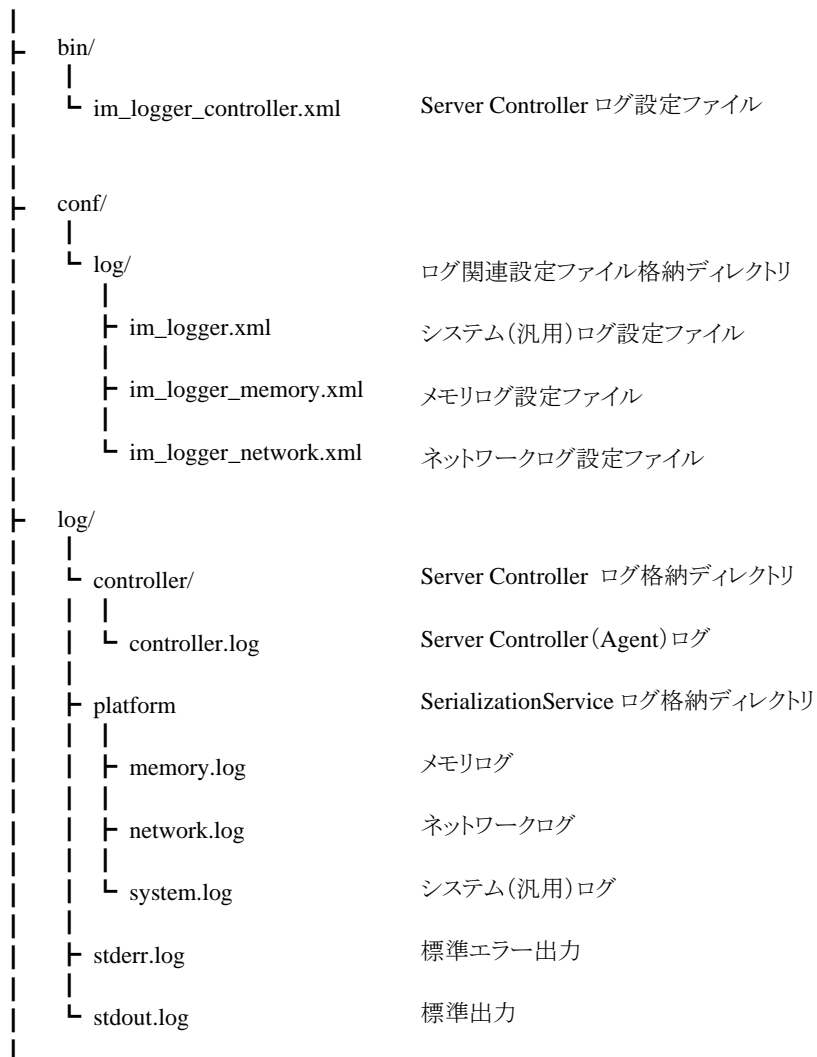 bin/
im_logger_controller.xml Server Controller ログ設定ファイル
conf/
log/ ログ関連設定ファイル格納ディレクトリ
im_logger.xml システム(汎用)ログ設定ファイル
im_logger_memory.xml メモリログ設定ファイル
im_logger_network.xml ネットワークログ設定ファイル
log/
controller/ Server Controller ログ格納ディレクトリ
controller.log Server Controller(Agent)ログ
platform SerializationService ログ格納ディレクトリ
memory.log メモリログ
network.log ネットワークログ
system.log システム(汎用)ログ
stderr.log 標準エラー出力
stdout.log 標準出力